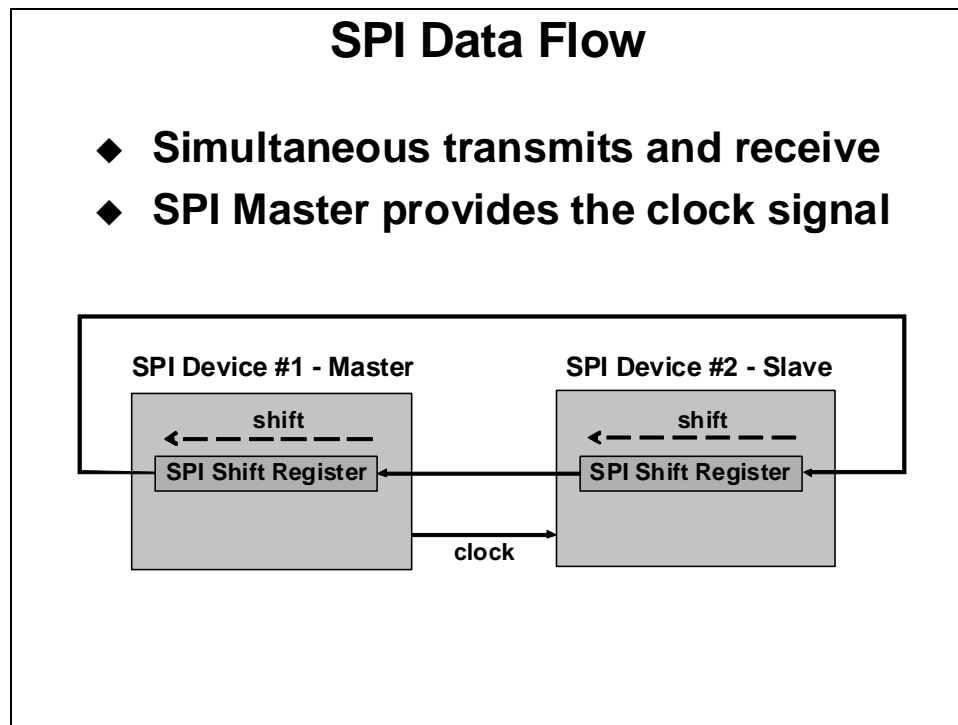 SPI Data Flow
◆ Simultaneous transmits and receive
◆ SPI Master provides the clock signal
SPI Device #1 - Master
SPI Device #2 - Slave
shift
shift
SPI Shift Register
SPI Shift Register
clock